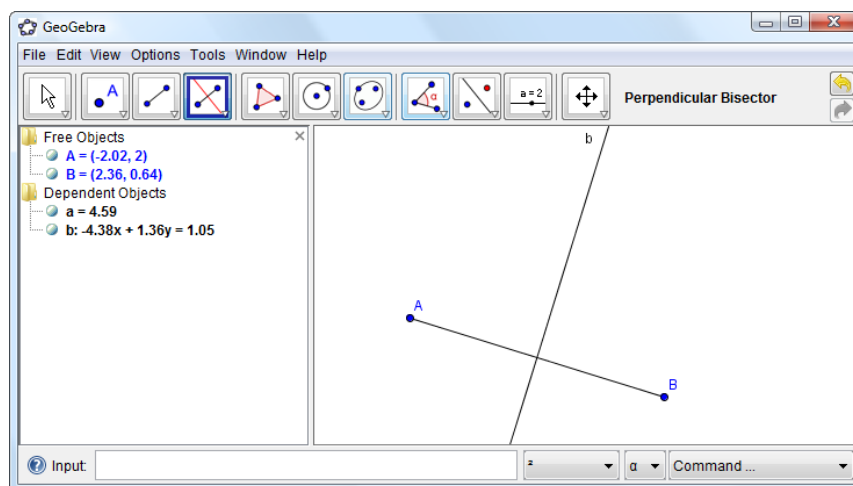 GeoGebra
File Edit View Options Tools Window Help
A α a = 2 Perpendicular Bisector
Free Objects
A = (-2.02, 2)
B = (2.36, 0.64)
Dependent Objects
a = 4.59
b: -4.38x + 1.36y = 1.05
b
A
B
Input: ² α Command ...